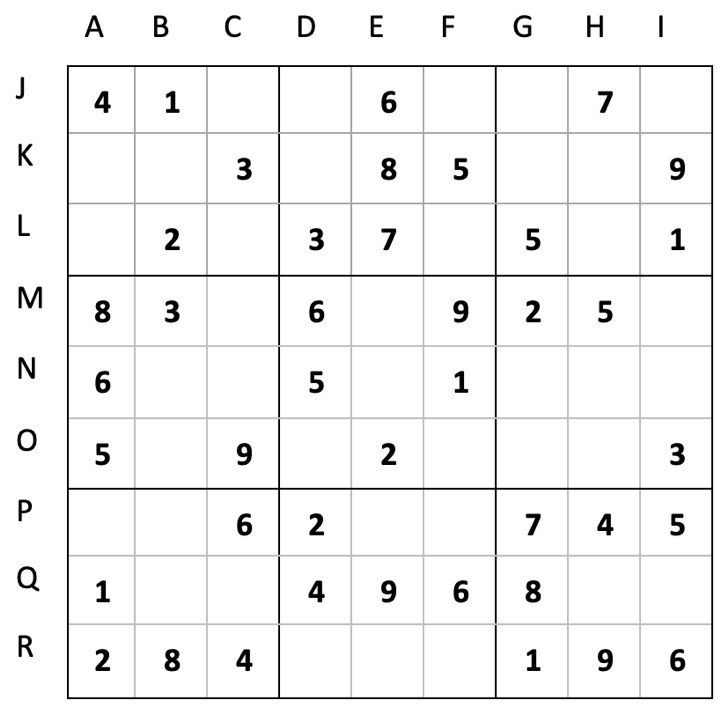 A B C D E F G H I
J 4 1 6 7
K 3 8 5 9
L 2 3 7 5 1
M 8 3 6 9 2 5
N 6 5 1
O 5 9 2 3
P 6 2 7 4 5
Q 1 4 9 6 8
R 2 8 4 1 9 6